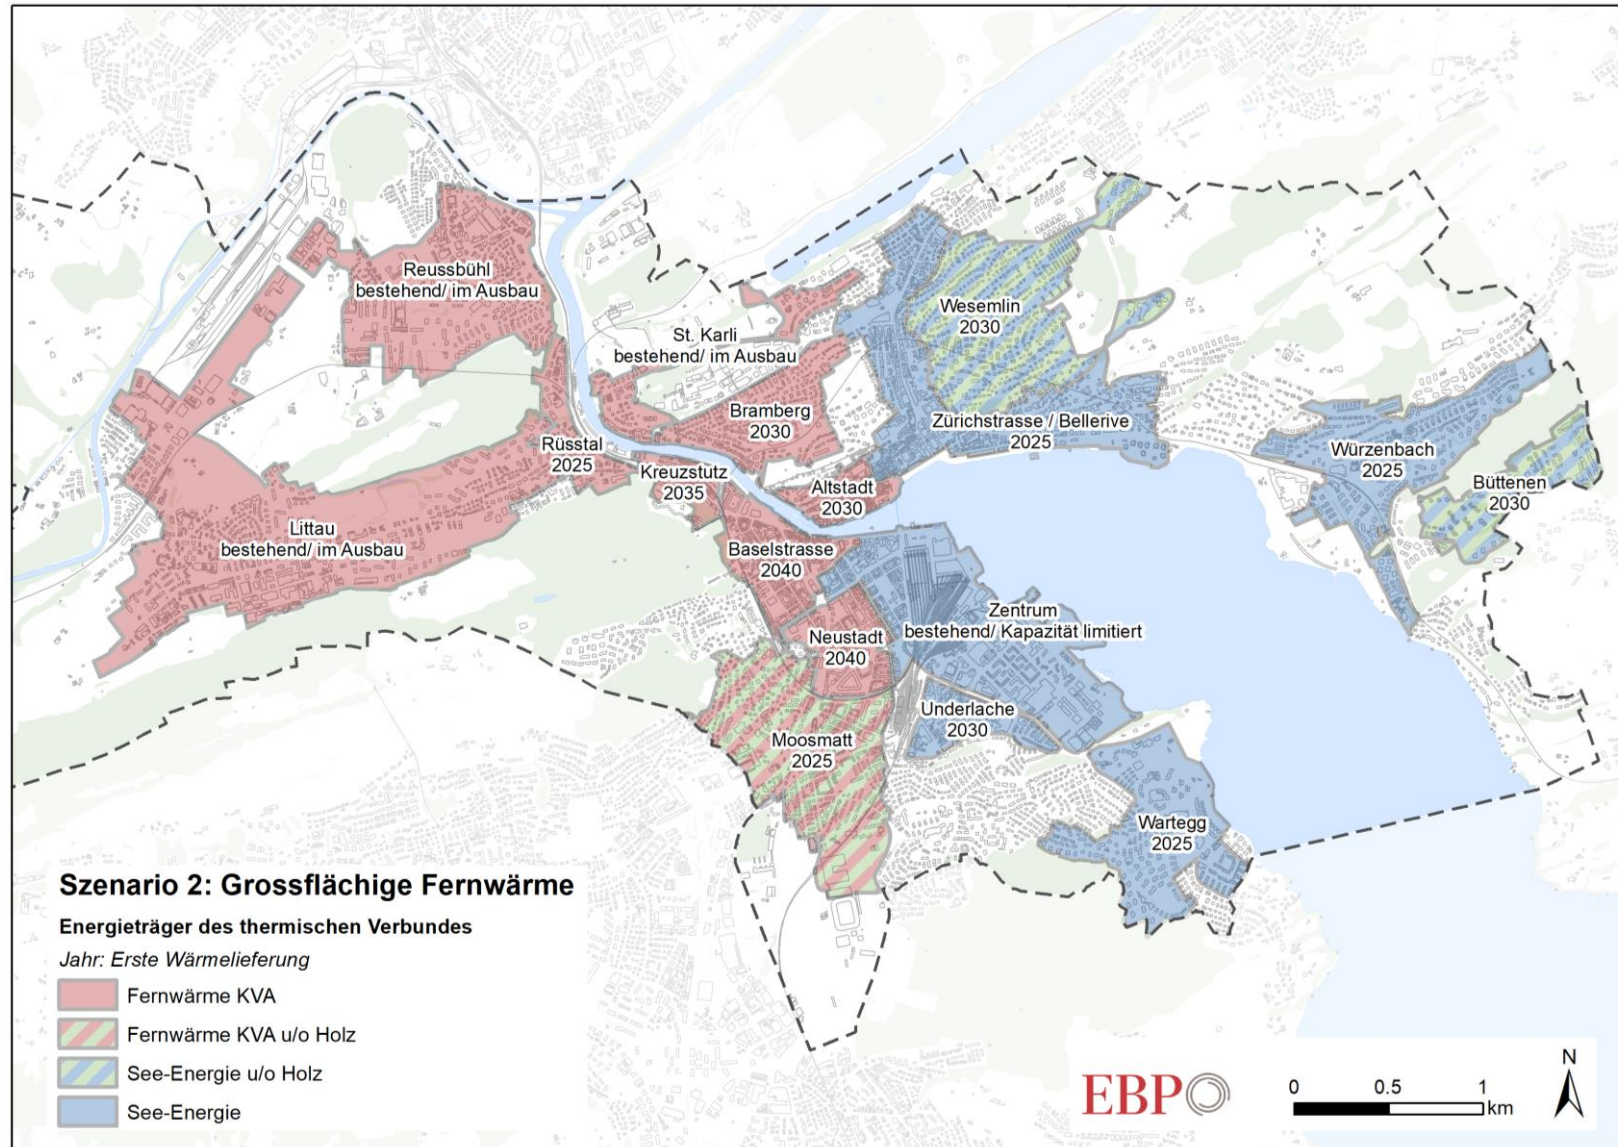 Reussbühl
bestehend/ im Ausbau
St. Karli
bestehend/ im Ausbau
Wesemlin
2030
Bramberg
2030
Zürichstrasse / Bellerive
2025
Rüsstal
2025
Kreuzstutz
2035
Altstadt
2030
Würzenbach
2025
Büttenen
2030
Littau
bestehend/ im Ausbau
Baselstrasse
2040
Zentrum
bestehend/ Kapazität limitiert
Neustadt
2040
Underlache
2030
Moosmatt
2025
Wartegg
2025
Szenario 2: Grossflächige Fernwärme
Energieträger des thermischen Verbundes
Jahr: Erste Wärmelieferung
Fernwärme KVA
Fernwärme KVA u/o Holz
See-Energie u/o Holz
See-Energie
EBP
0 0.5 1
km
N